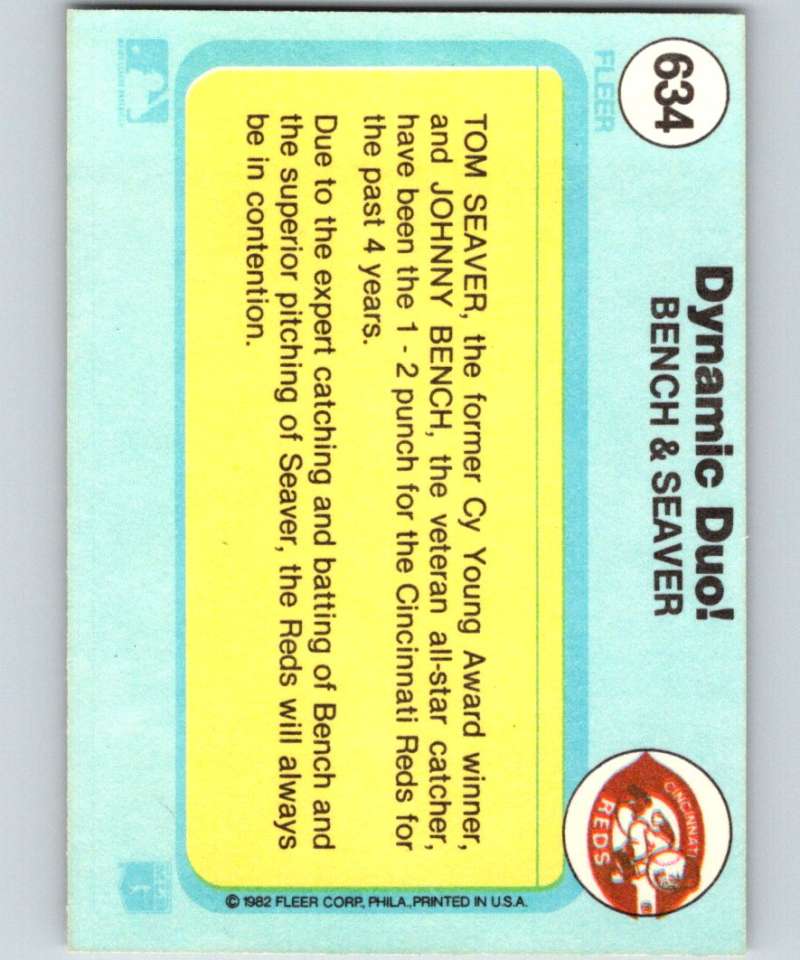 634
FLEER
Dynamic Duo!
BENCH & SEAVER
CINCINNATI
REDS
TOM SEAVER, the former Cy Young Award winner,
and JOHNNY BENCH, the veteran all-star catcher,
have been the 1 - 2 punch for the Cincinnati Reds for
the past 4 years.
Due to the expert catching and batting of Bench and
the superior pitching of Seaver, the Reds will always
be in contention.
© 1982 FLEER CORP., PHILA., PRINTED IN U.S.A.